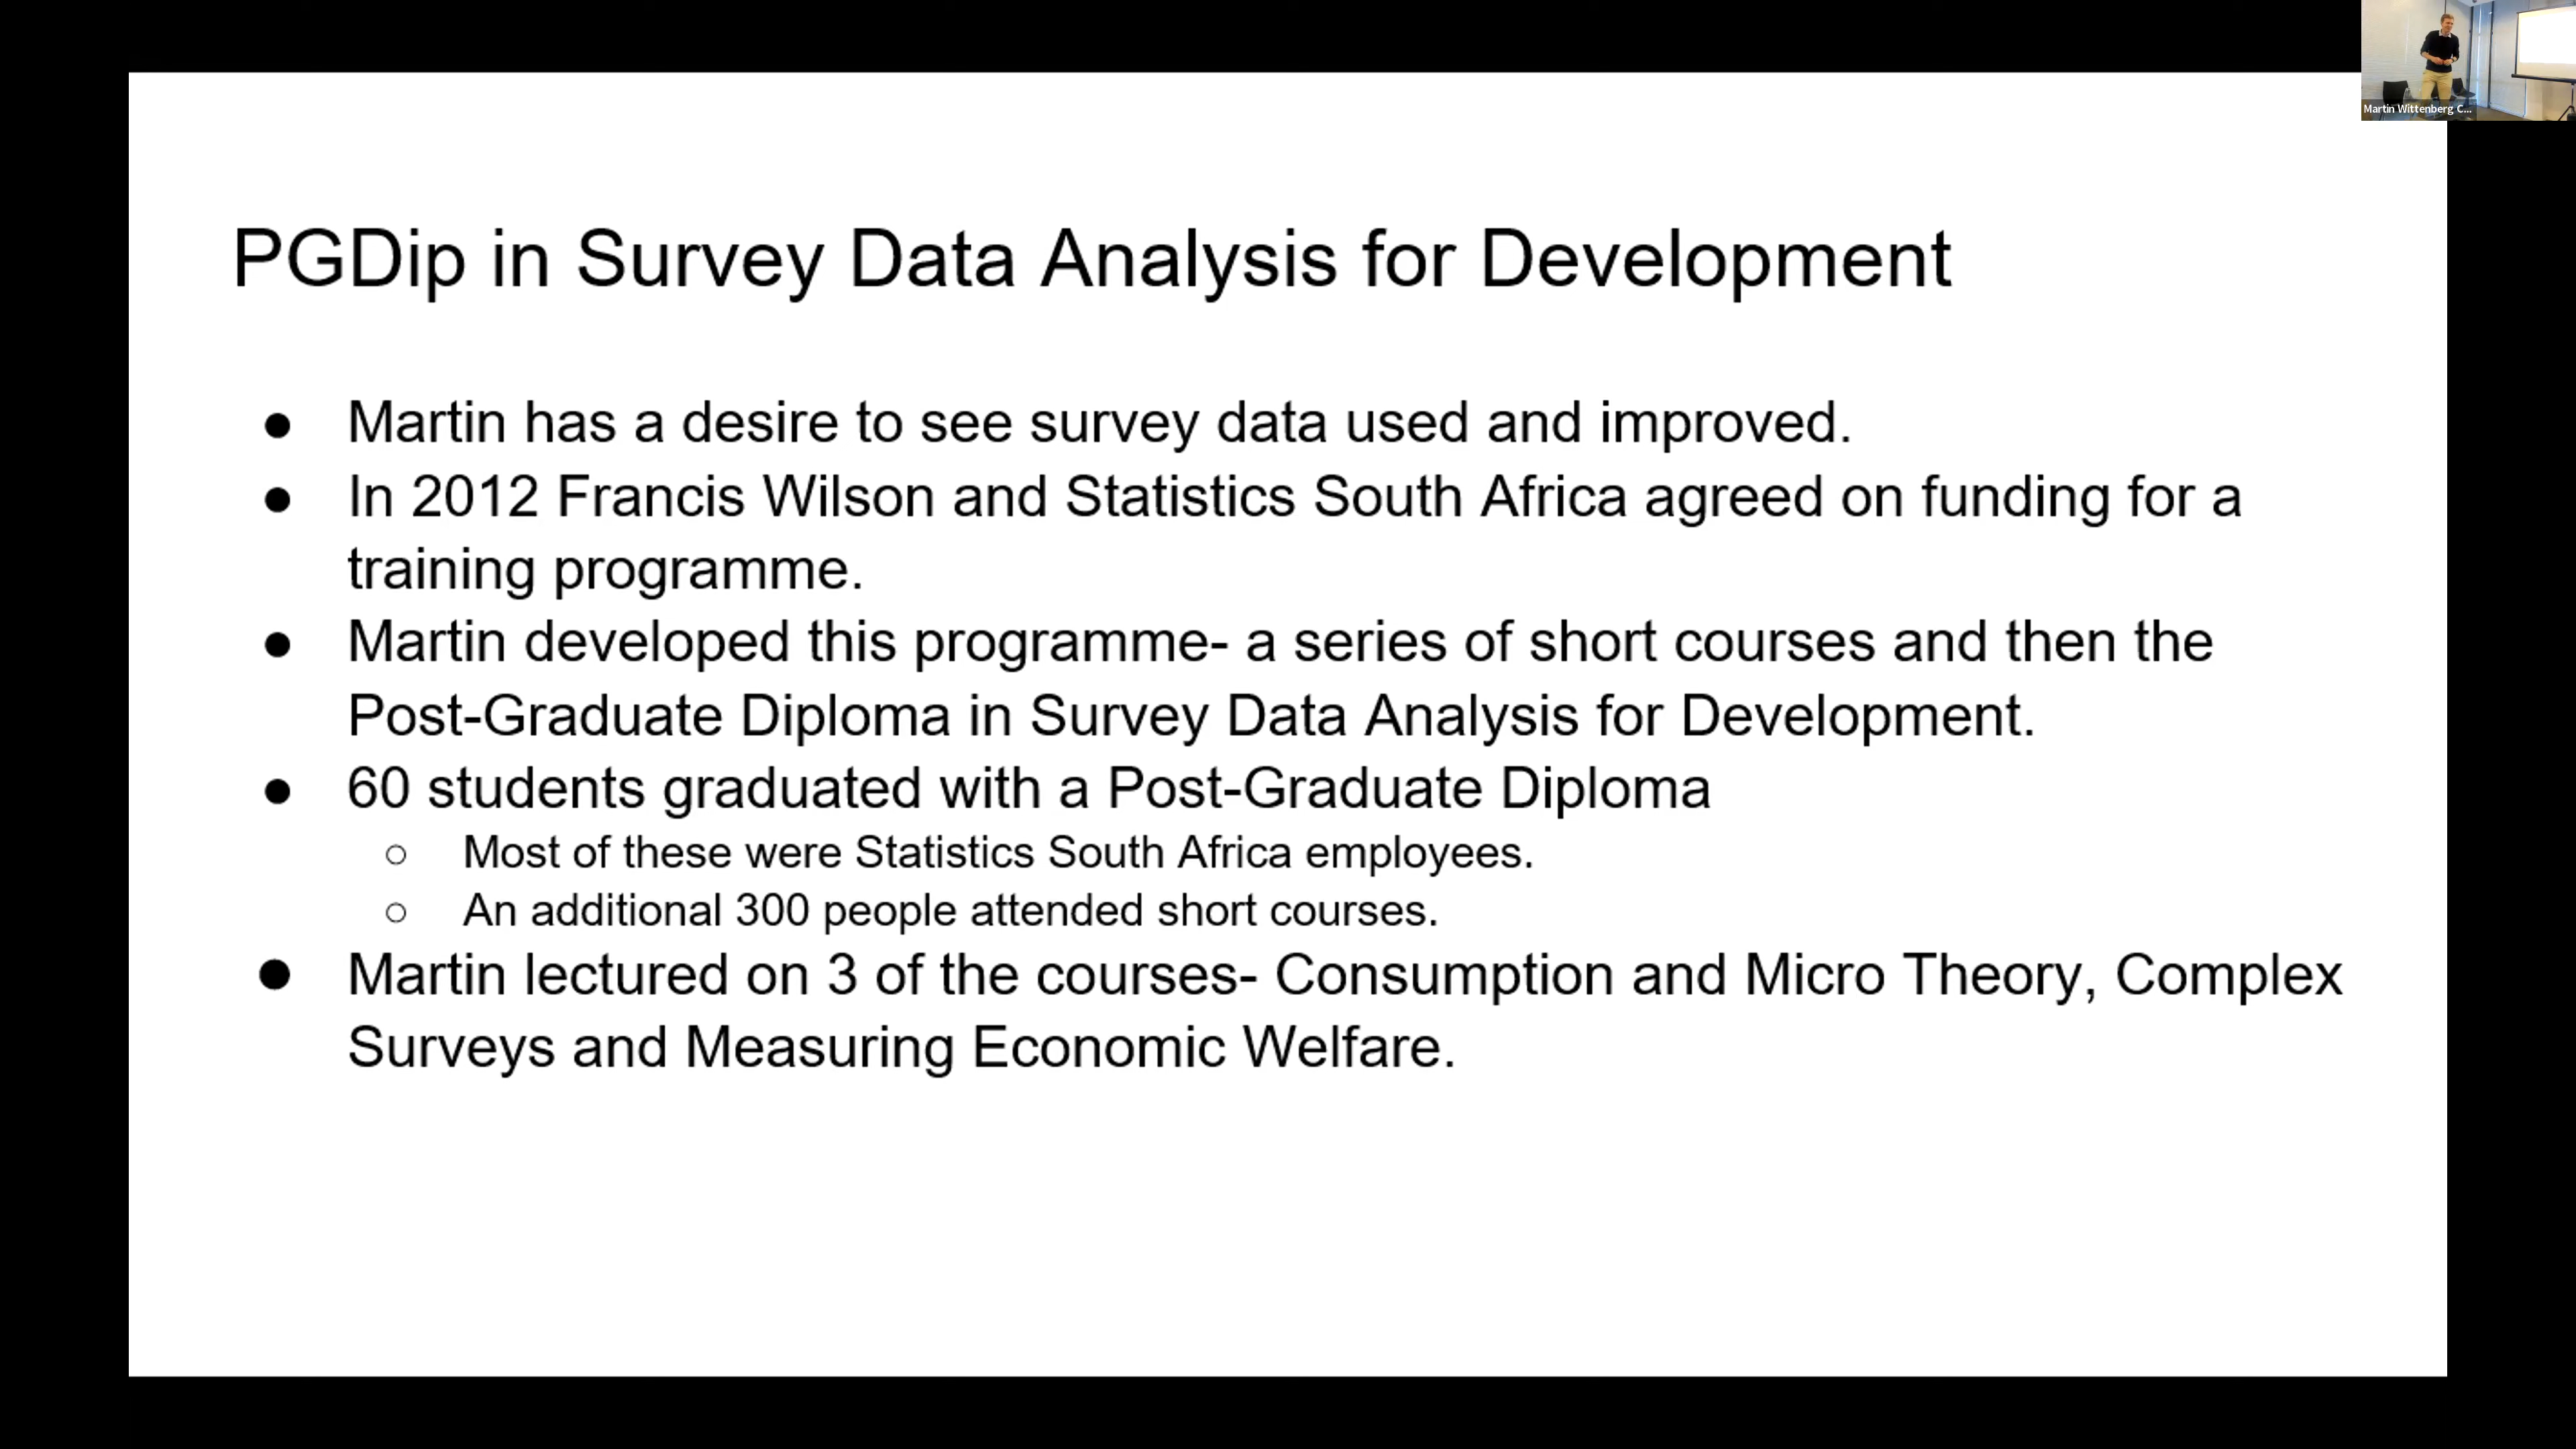 Martin Wittenberg C...
PGDip in Survey Data Analysis for Development
● Martin has a desire to see survey data used and improved.
● In 2012 Francis Wilson and Statistics South Africa agreed on funding for a
training programme.
● Martin developed this programme- a series of short courses and then the
Post-Graduate Diploma in Survey Data Analysis for Development.
● 60 students graduated with a Post-Graduate Diploma
○ Most of these were Statistics South Africa employees.
○ An additional 300 people attended short courses.
● Martin lectured on 3 of the courses- Consumption and Micro Theory, Complex
Surveys and Measuring Economic Welfare.